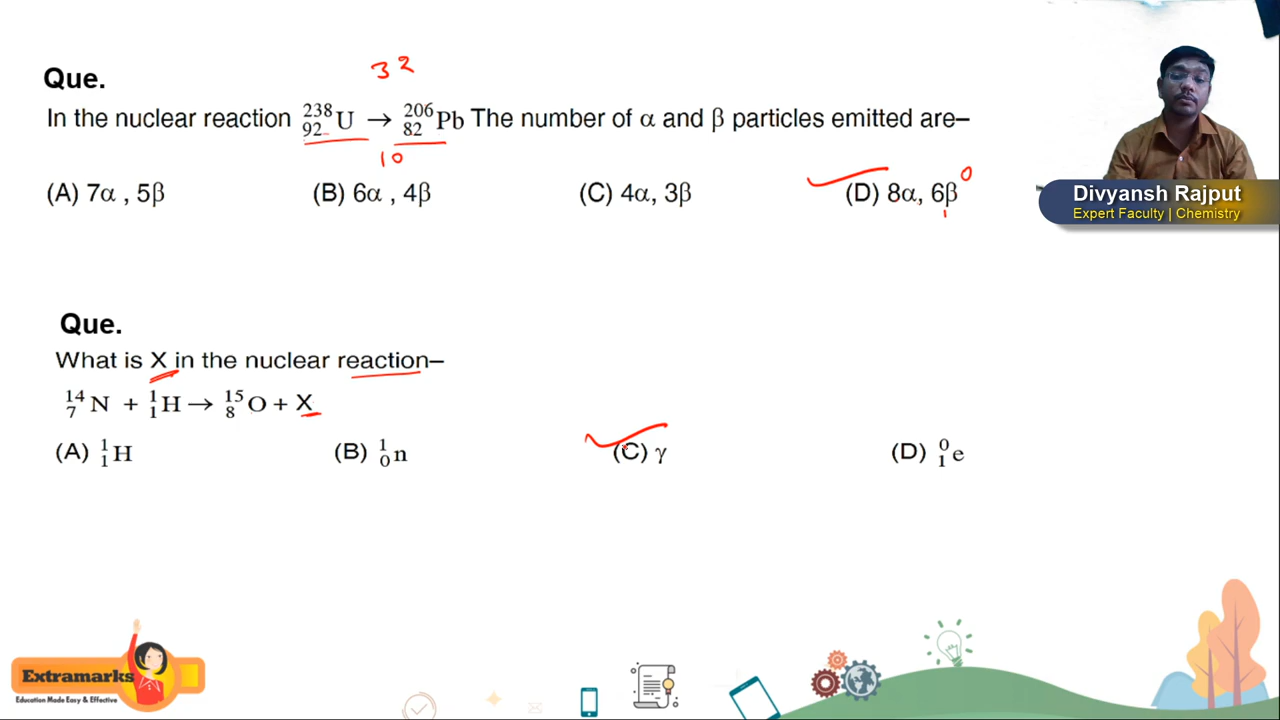 Que.
32
In the nuclear reaction ²³⁸₉₂U → ²⁰⁶₈₂Pb The number of α and β particles emitted are–
10
(A) 7α , 5β (B) 6α , 4β (C) 4α, 3β (D) 8α, 6β 0
1
Divyansh Rajput
Expert Faculty | Chemistry
Que.
What is X in the nuclear reaction–
¹⁴₇N + ¹₁H → ¹⁵₈O + X
(A) ¹₁H (B) ¹₀n (C) γ (D) ⁰₁e
Extramarks
Education Made Easy & Effective